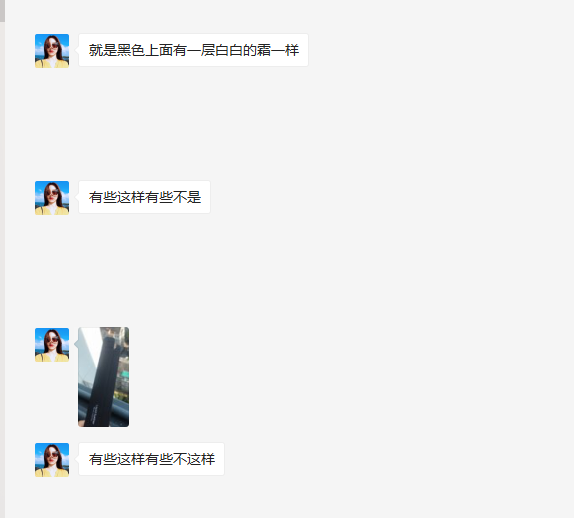 就是黑色上面有一层白白的霜一样
有些这样有些不是
有些这样有些不这样